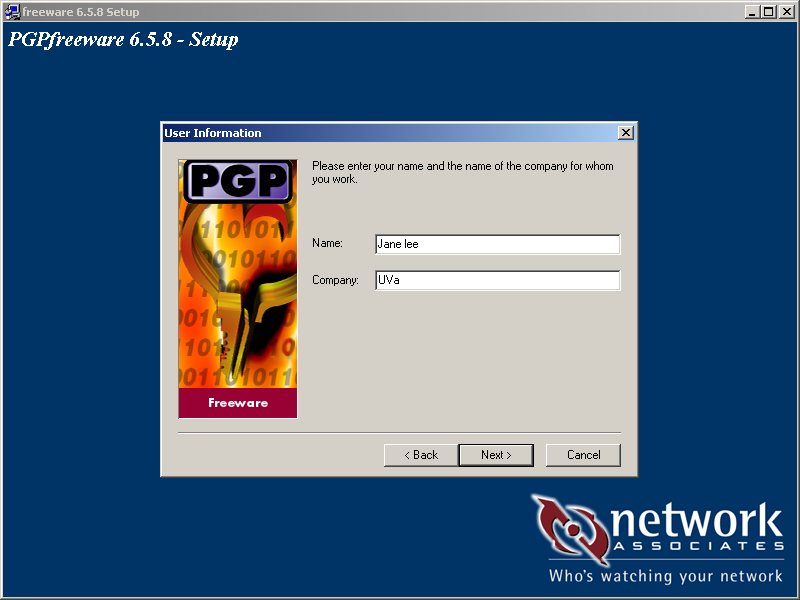 freeware 6.5.8 Setup
PGPfreeware 6.5.8 - Setup
User Information
PGP
Please enter your name and the name of the company for whom
you work.
Name:
Jane lee
Company:
UVa
Freeware
< Back
Next >
Cancel
network
ASSOCIATES
Who's watching your network